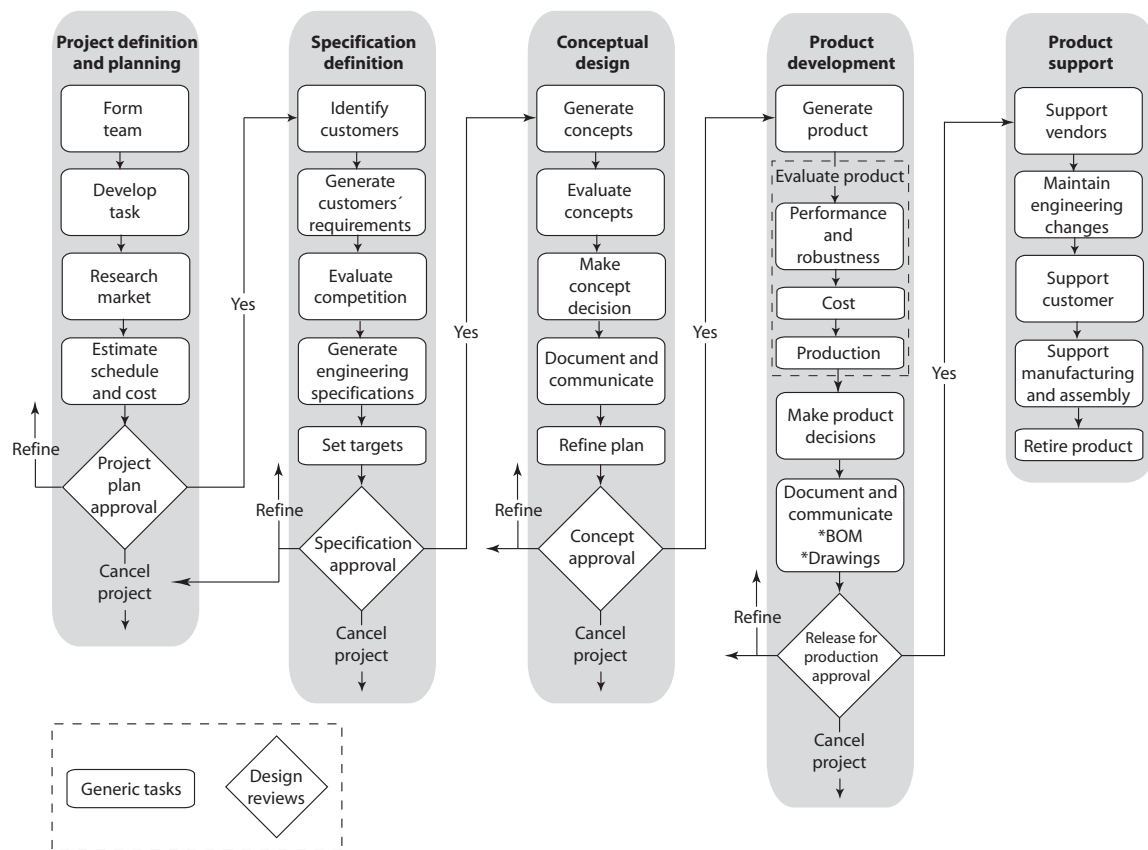 Project definition
and planning
Form
team
Develop
task
Research
market
Estimate
schedule
and cost
Refine
Project
plan
approval
Cancel
project
Yes
Specification
definition
Identify
customers
Generate
customers´
requirements
Evaluate
competition
Generate
engineering
specifications
Set targets
Refine
Specification
approval
Cancel
project
Yes
Conceptual
design
Generate
concepts
Evaluate
concepts
Make
concept
decision
Document and
communicate
Refine plan
Refine
Concept
approval
Cancel
project
Yes
Product
development
Generate
product
Evaluate product
Performance
and
robustness
Cost
Production
Make product
decisions
Document and
communicate
*BOM
*Drawings
Refine
Release for
production
approval
Cancel
project
Yes
Product
support
Support
vendors
Maintain
engineering
changes
Support
customer
Support
manufacturing
and assembly
Retire product
Generic tasks
Design
reviews